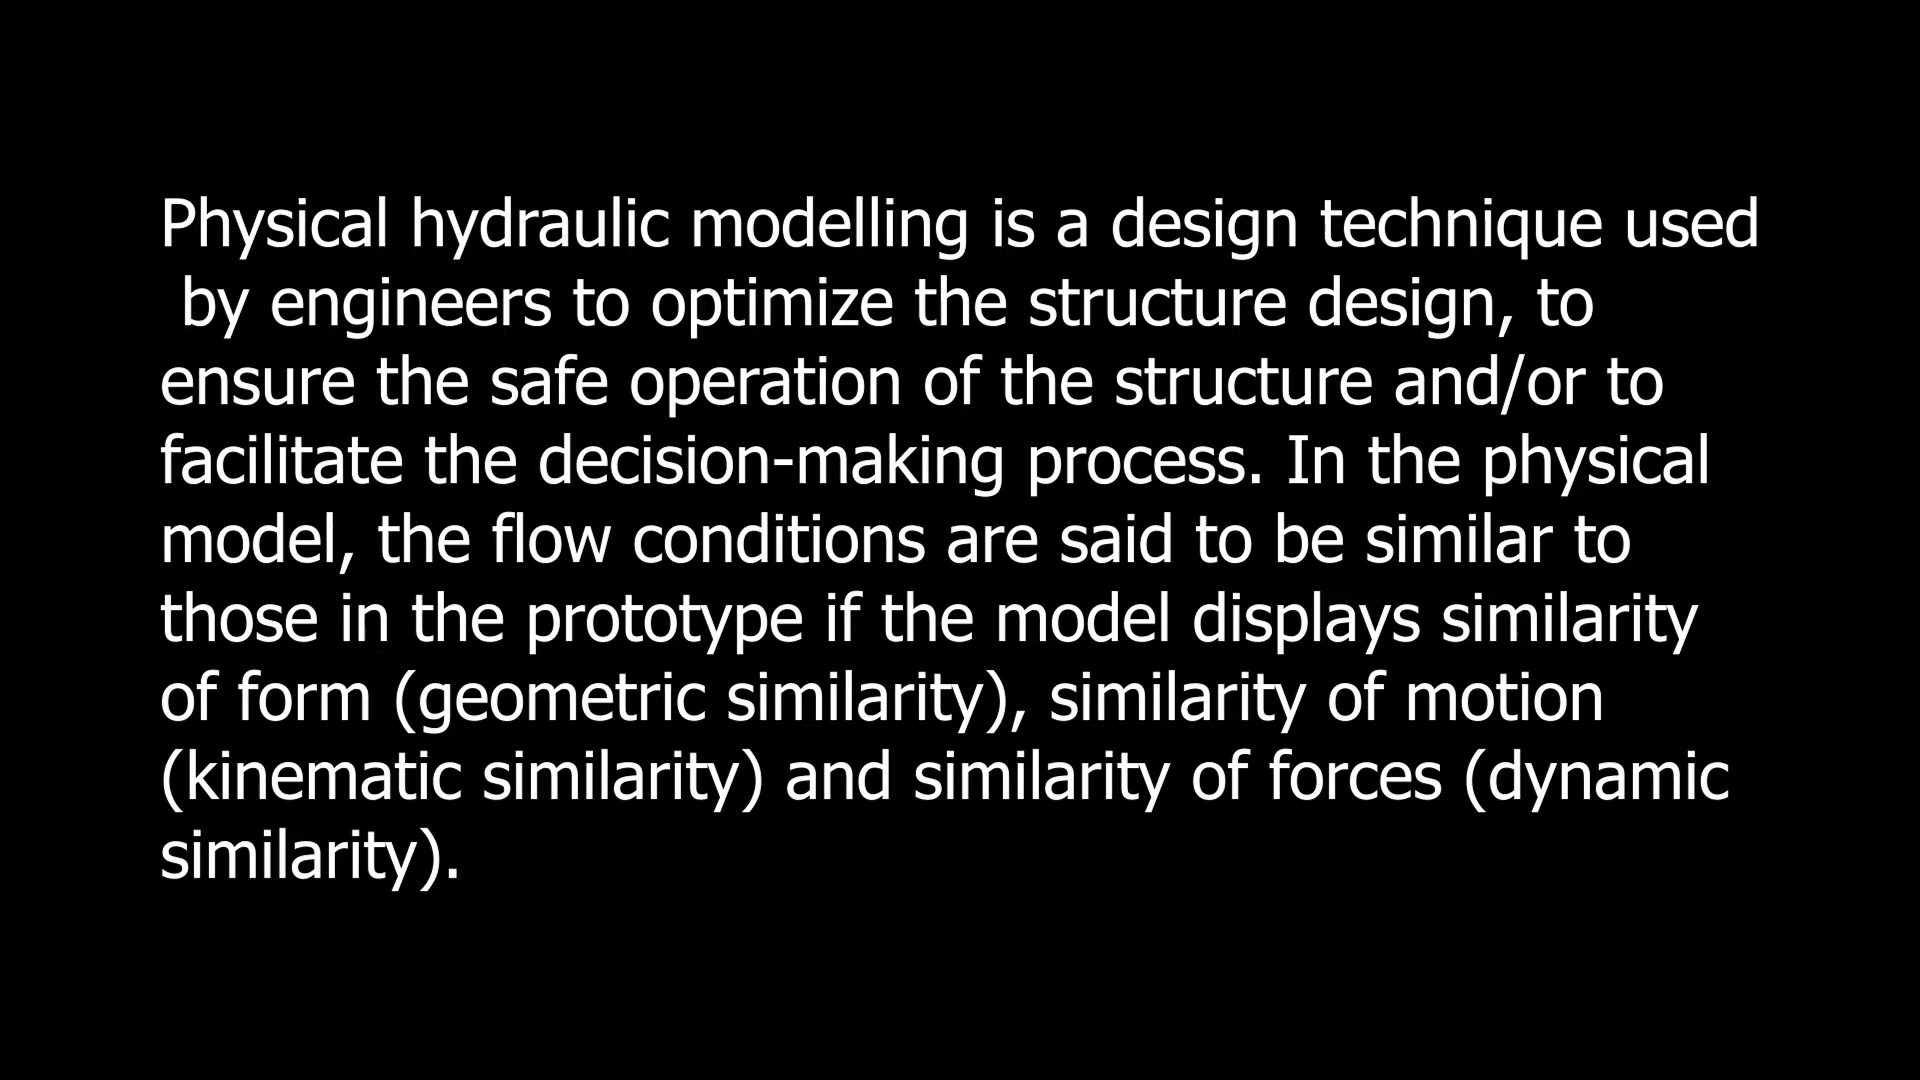 Physical hydraulic modelling is a design technique used
by engineers to optimize the structure design, to
ensure the safe operation of the structure and/or to
facilitate the decision-making process. In the physical
model, the flow conditions are said to be similar to
those in the prototype if the model displays similarity
of form (geometric similarity), similarity of motion
(kinematic similarity) and similarity of forces (dynamic
similarity).